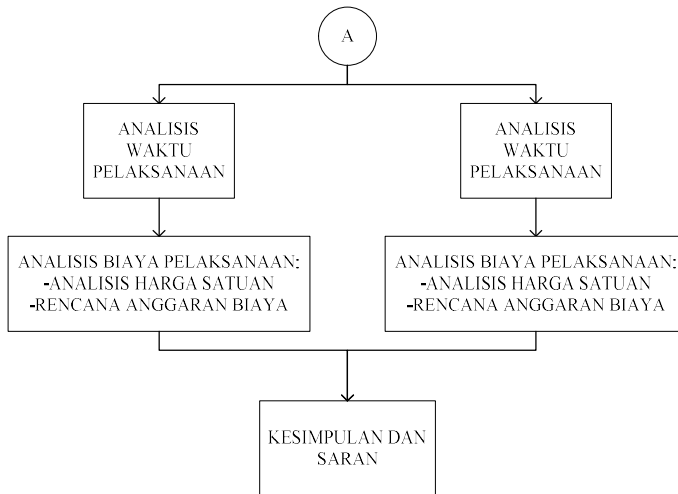 A
ANALISIS
WAKTU
PELAKSANAAN
ANALISIS
WAKTU
PELAKSANAAN
ANALISIS BIAYA PELAKSANAAN:
-ANALISIS HARGA SATUAN
-RENCANA ANGGARAN BIAYA
ANALISIS BIAYA PELAKSANAAN:
-ANALISIS HARGA SATUAN
-RENCANA ANGGARAN BIAYA
KESIMPULAN DAN
SARAN